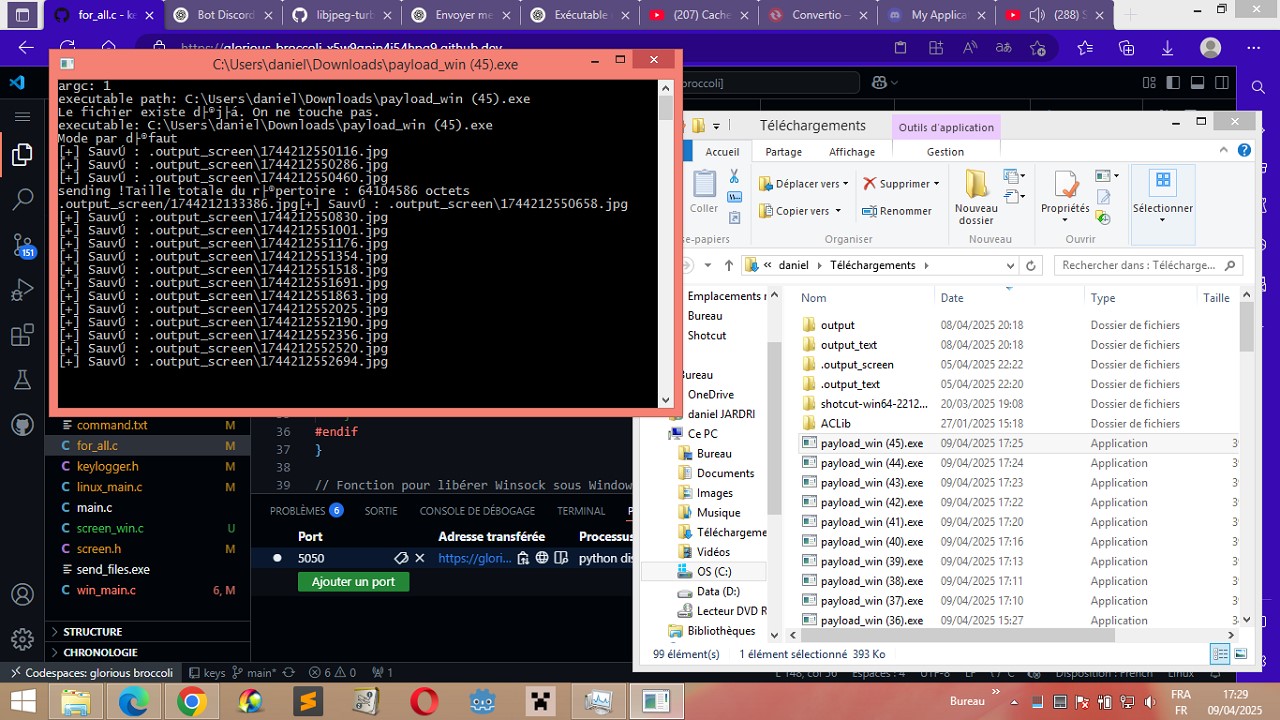 for_all.c - keys
Bot Discord
libjpeg-turb
Envoyer me
Exécutable
(207) Cache
Convertio —
My Applica
(288) S
https://glorious-broccoli-x5w9qpjp4j54hpg9.github.dev
C:\Users\daniel\Downloads\payload_win (45).exe
argc: 1
executable path: C:\Users\daniel\Downloads\payload_win (45).exe
Le fichier existe d├®j├á. On ne touche pas.
executable: C:\Users\daniel\Downloads\payload_win (45).exe
Mode par d├®faut
[+] SauvÚ : .output_screen\1744212550116.jpg
[+] SauvÚ : .output_screen\1744212550286.jpg
[+] SauvÚ : .output_screen\1744212550460.jpg
sending !Taille totale du r├®pertoire : 64104586 octets
.output_screen/1744212133386.jpg[+] SauvÚ : .output_screen\1744212550658.jpg
[+] SauvÚ : .output_screen\1744212550830.jpg
[+] SauvÚ : .output_screen\1744212551001.jpg
[+] SauvÚ : .output_screen\1744212551176.jpg
[+] SauvÚ : .output_screen\1744212551354.jpg
[+] SauvÚ : .output_screen\1744212551518.jpg
[+] SauvÚ : .output_screen\1744212551691.jpg
[+] SauvÚ : .output_screen\1744212551863.jpg
[+] SauvÚ : .output_screen\1744212552025.jpg
[+] SauvÚ : .output_screen\1744212552190.jpg
[+] SauvÚ : .output_screen\1744212552356.jpg
[+] SauvÚ : .output_screen\1744212552520.jpg
[+] SauvÚ : .output_screen\1744212552694.jpg
broccoli]
151
command.txt M
C for_all.c M
C keylogger.h M
C linux_main.c M
C main.c
C screen_win.c U
C screen.h M
send_files.exe
C win_main.c 6, M
STRUCTURE
CHRONOLOGIE
36 #endif
37 }
38
39 // Fonction pour libérer Winsock sous Window
PROBLÈMES 6 SORTIE CONSOLE DE DÉBOGAGE TERMINAL P
Port Adresse transférée Processus
5050 https://glori... python dis
Ajouter un port
Codespaces: glorious broccoli keys main* 6 0 1
L 148, col 56 Espaces : 4 UTF-8 LF C Disposition : French Linux
Téléchargements
Outils d'application
Accueil Partage Affichage Gestion
Coller
Déplacer vers
Copier vers
Supprimer
Renommer
Nouveau
dossier
Propriétés
Sélectionner
se-papiers Organiser Nouveau Ouvrir
« daniel Téléchargements
Rechercher dans : Télécharge...
Emplacements r
Bureau
Shotcut
Bureau
OneDrive
daniel JARDRI
Ce PC
Bureau
Documents
Images
Musique
Téléchargeme
Vidéos
OS (C:)
Data (D:)
Lecteur DVD R
Bibliothèques
Nom Date Type Taille
output 08/04/2025 20:18 Dossier de fichiers
output_text 08/04/2025 20:18 Dossier de fichiers
.output_screen 05/04/2025 22:22 Dossier de fichiers
.output_text 05/04/2025 22:20 Dossier de fichiers
shotcut-win64-2212... 20/03/2025 19:08 Dossier de fichiers
ACLib 27/01/2025 15:18 Dossier de fichiers
payload_win (45).exe 09/04/2025 17:25 Application
payload_win (44).exe 09/04/2025 17:24 Application
payload_win (43).exe 09/04/2025 17:23 Application
payload_win (42).exe 09/04/2025 17:22 Application
payload_win (41).exe 09/04/2025 17:20 Application
payload_win (40).exe 09/04/2025 17:16 Application
payload_win (39).exe 09/04/2025 17:13 Application
payload_win (38).exe 09/04/2025 17:11 Application
payload_win (37).exe 09/04/2025 17:10 Application
payload_win (36).exe 09/04/2025 15:27 Application
99 élément(s) 1 élément sélectionné 393 Ko
Bureau
FRA
FR
17:29
09/04/2025